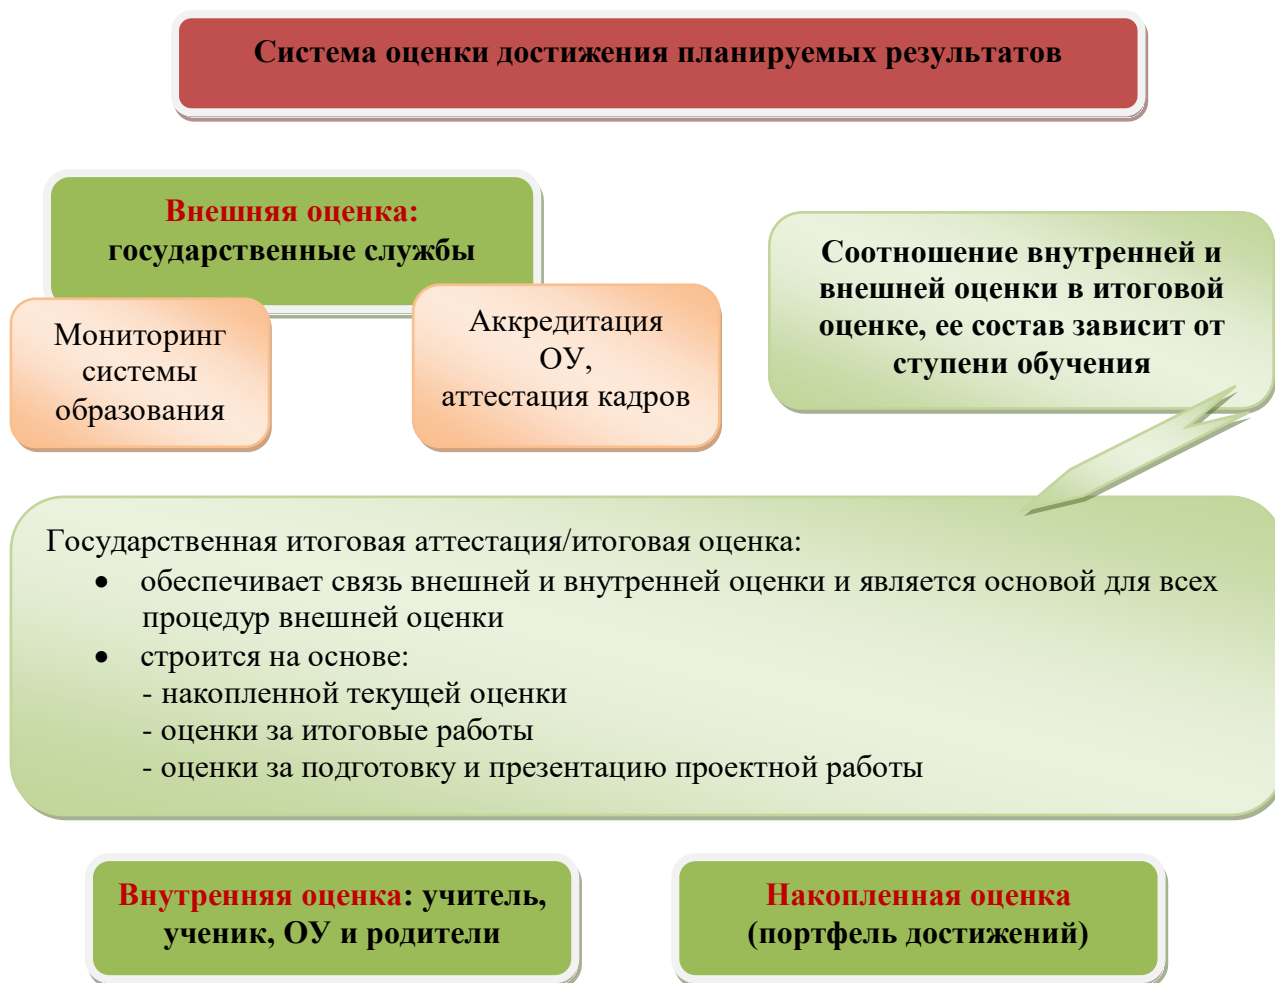 Система оценки достижения планируемых результатов
Внешняя оценка:
государственные службы
Мониторинг
системы
образования
Аккредитация
ОУ,
аттестация кадров
Соотношение внутренней и
внешней оценки в итоговой
оценке, ее состав зависит от
ступени обучения
Государственная итоговая аттестация/итоговая оценка:
• обеспечивает связь внешней и внутренней оценки и является основой для всех
процедур внешней оценки
• строится на основе:
- накопленной текущей оценки
- оценки за итоговые работы
- оценки за подготовку и презентацию проектной работы
Внутренняя оценка: учитель,
ученик, ОУ и родители
Накопленная оценка
(портфель достижений)